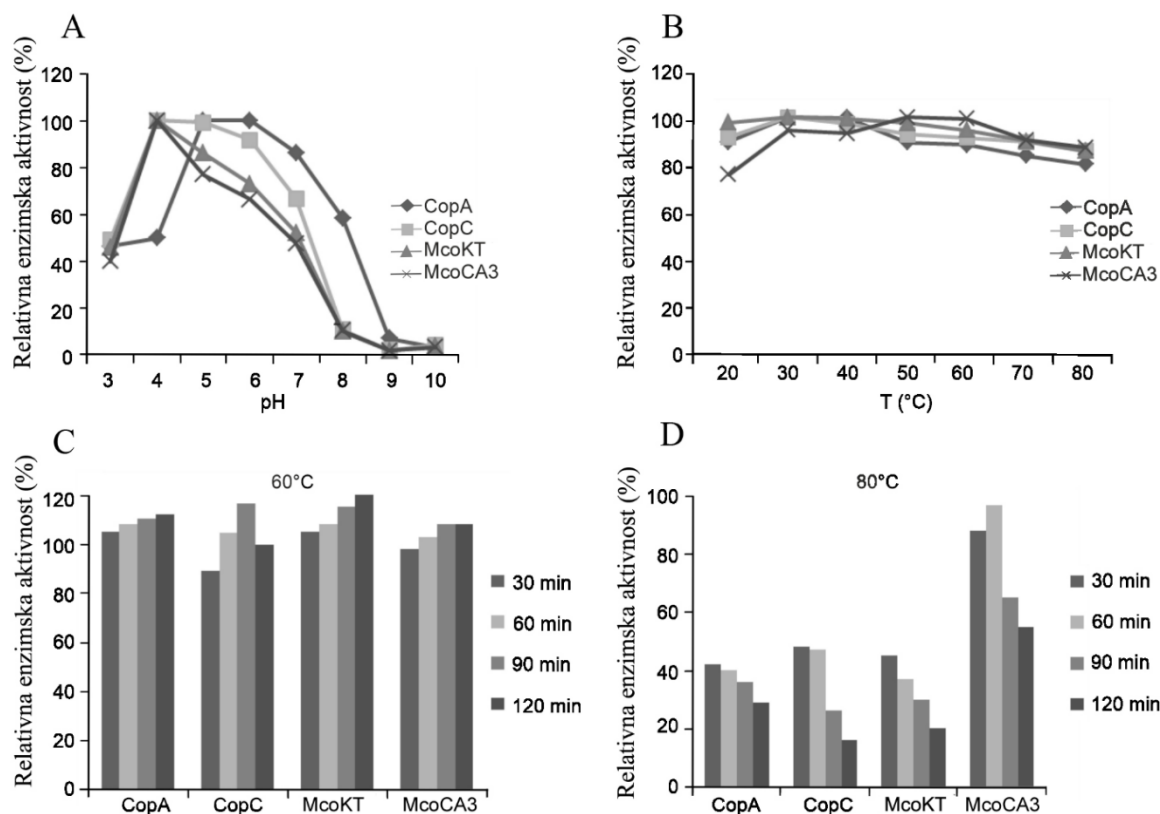 A
Relativna enzimska aktivnost (%)
120
100
80
60
40
20
0
3 4 5 6 7 8 9 10
pH
CopA
CopC
McoKT
McoCA3
B
Relativna enzimska aktivnost (%)
120
100
80
60
40
20
0
20 30 40 50 60 70 80
T (°C)
CopA
CopC
McoKT
McoCA3
C
Relativna enzimska aktivnost (%)
60°C
120
100
80
60
40
20
0
CopA CopC McoKT McoCA3
30 min
60 min
90 min
120 min
D
Relativna enzimska aktivnost (%)
80°C
100
80
60
40
20
0
CopA CopC McoKT McoCA3
30 min
60 min
90 min
120 min